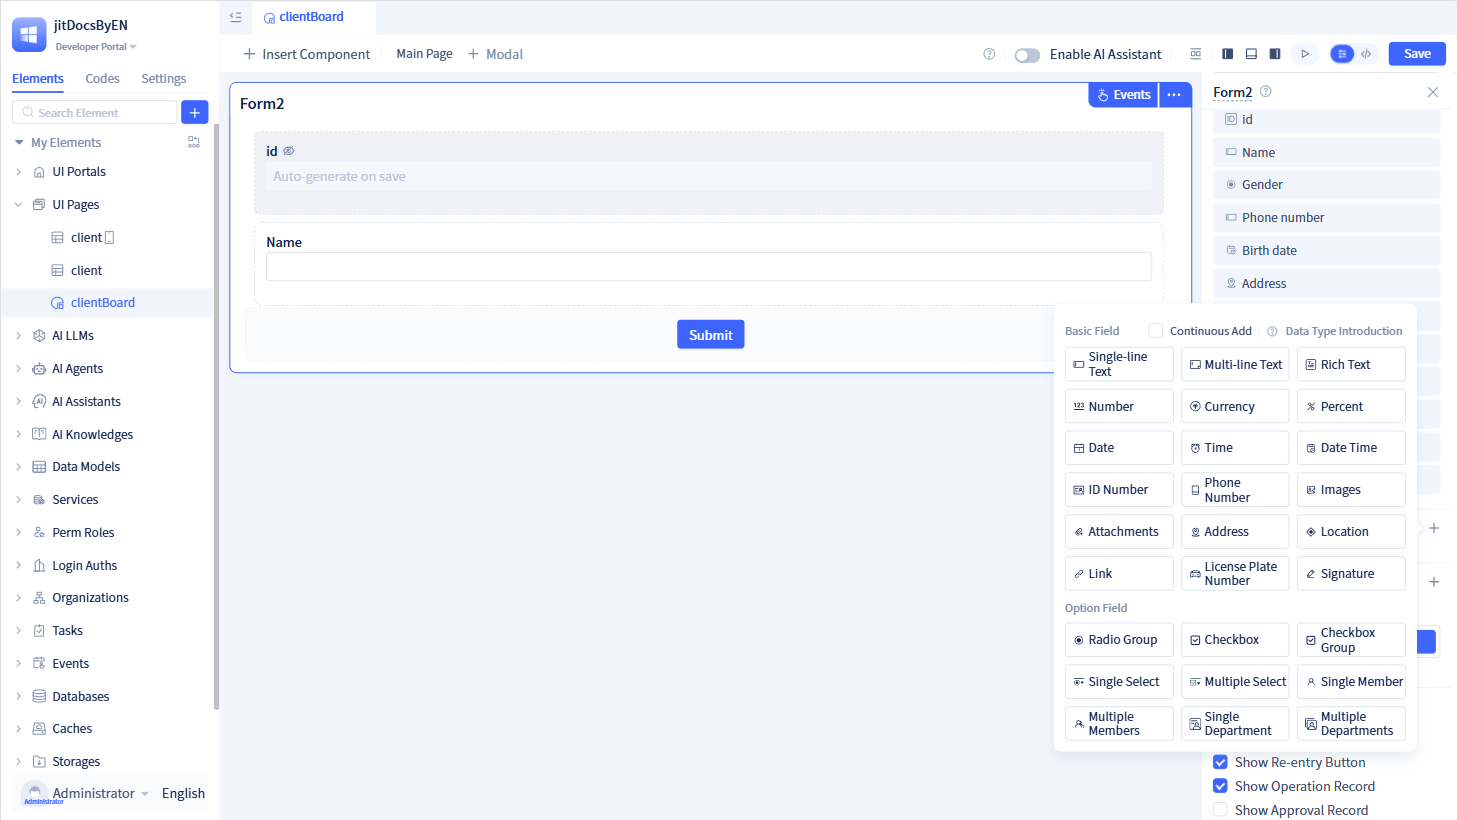 jitDocsByEN
Developer Portal
Elements
Codes
Settings
Search Element
My Elements
UI Portals
UI Pages
client
client
clientBoard
AI LLMs
AI Agents
AI Assistants
AI Knowledges
Data Models
Services
Perm Roles
Login Auths
Organizations
Tasks
Events
Databases
Caches
Storages
Administrator
Administrator
English
clientBoard
Insert Component
Main Page
Modal
Enable AI Assistant
Save
Form2
Events
id
Auto-generate on save
Name
Submit
Form2
id
Name
Gender
Phone number
Birth date
Address
Basic Field
Continuous Add
Data Type Introduction
Single-line
Text
Multi-line Text
Rich Text
Number
Currency
Percent
Date
Time
Date Time
ID Number
Phone
Number
Images
Attachments
Address
Location
Link
License Plate
Number
Signature
Option Field
Radio Group
Checkbox
Checkbox
Group
Single Select
Multiple Select
Single Member
Multiple
Members
Single
Department
Multiple
Departments
Show Re-entry Button
Show Operation Record
Show Approval Record